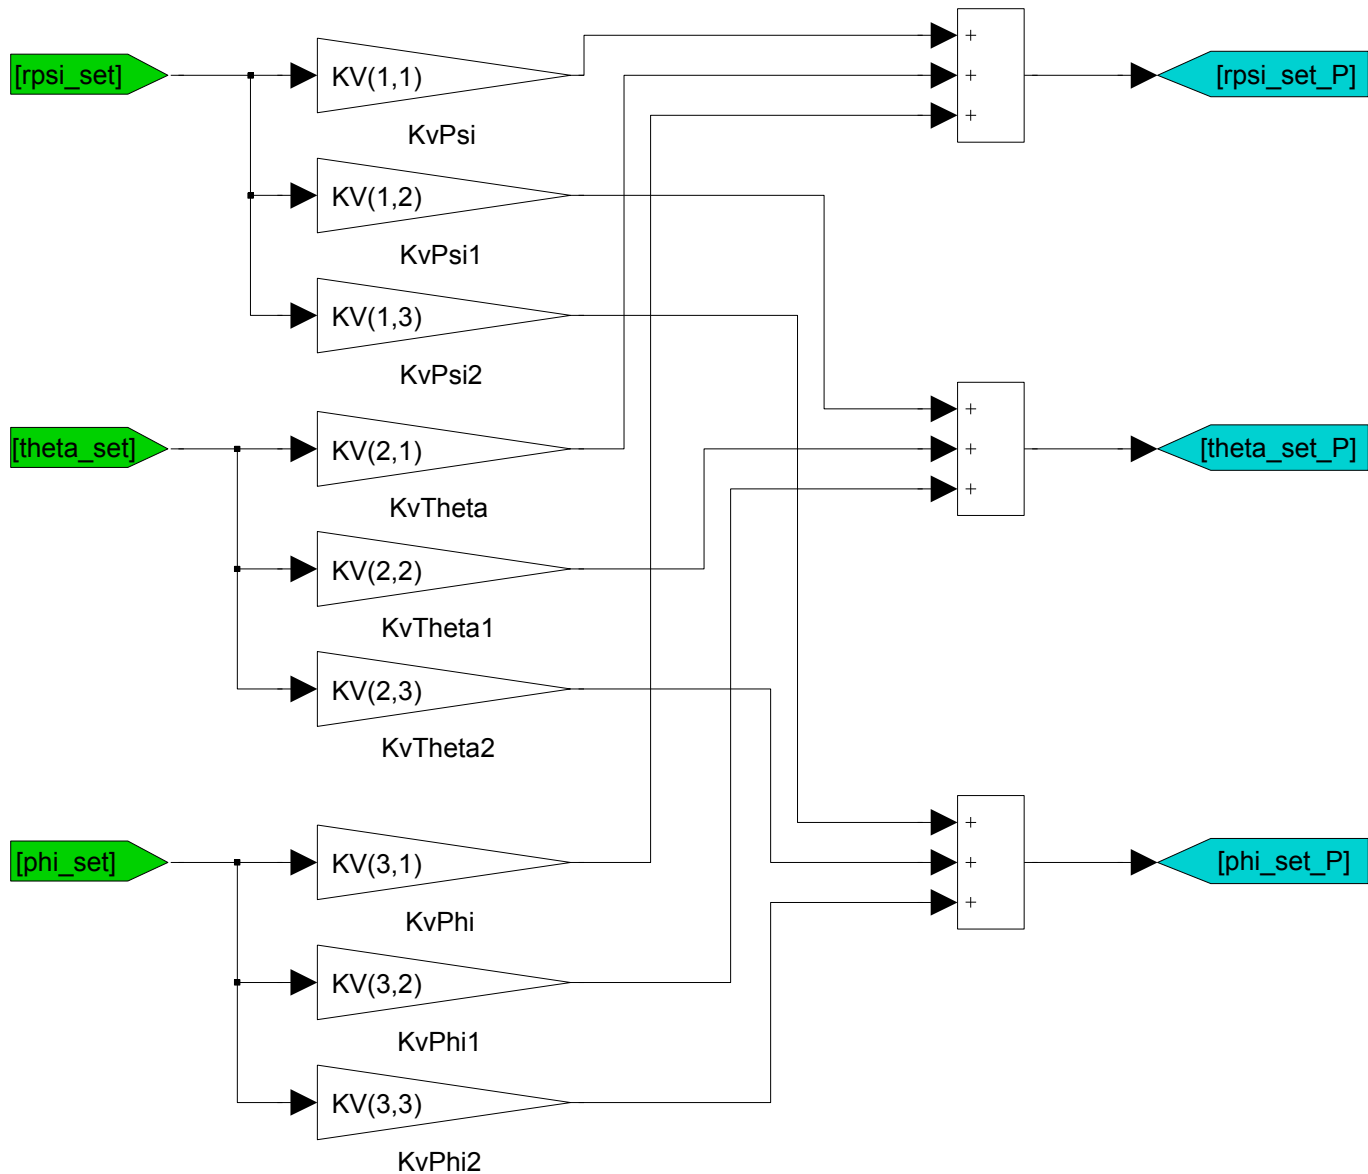 [rpsi_set]
KV(1,1)
KvPsi
+
+
+
[rpsi_set_P]
KV(1,2)
KvPsi1
KV(1,3)
KvPsi2
[theta_set]
KV(2,1)
KvTheta
+
+
+
[theta_set_P]
KV(2,2)
KvTheta1
KV(2,3)
KvTheta2
[phi_set]
KV(3,1)
KvPhi
+
+
+
[phi_set_P]
KV(3,2)
KvPhi1
KV(3,3)
KvPhi2